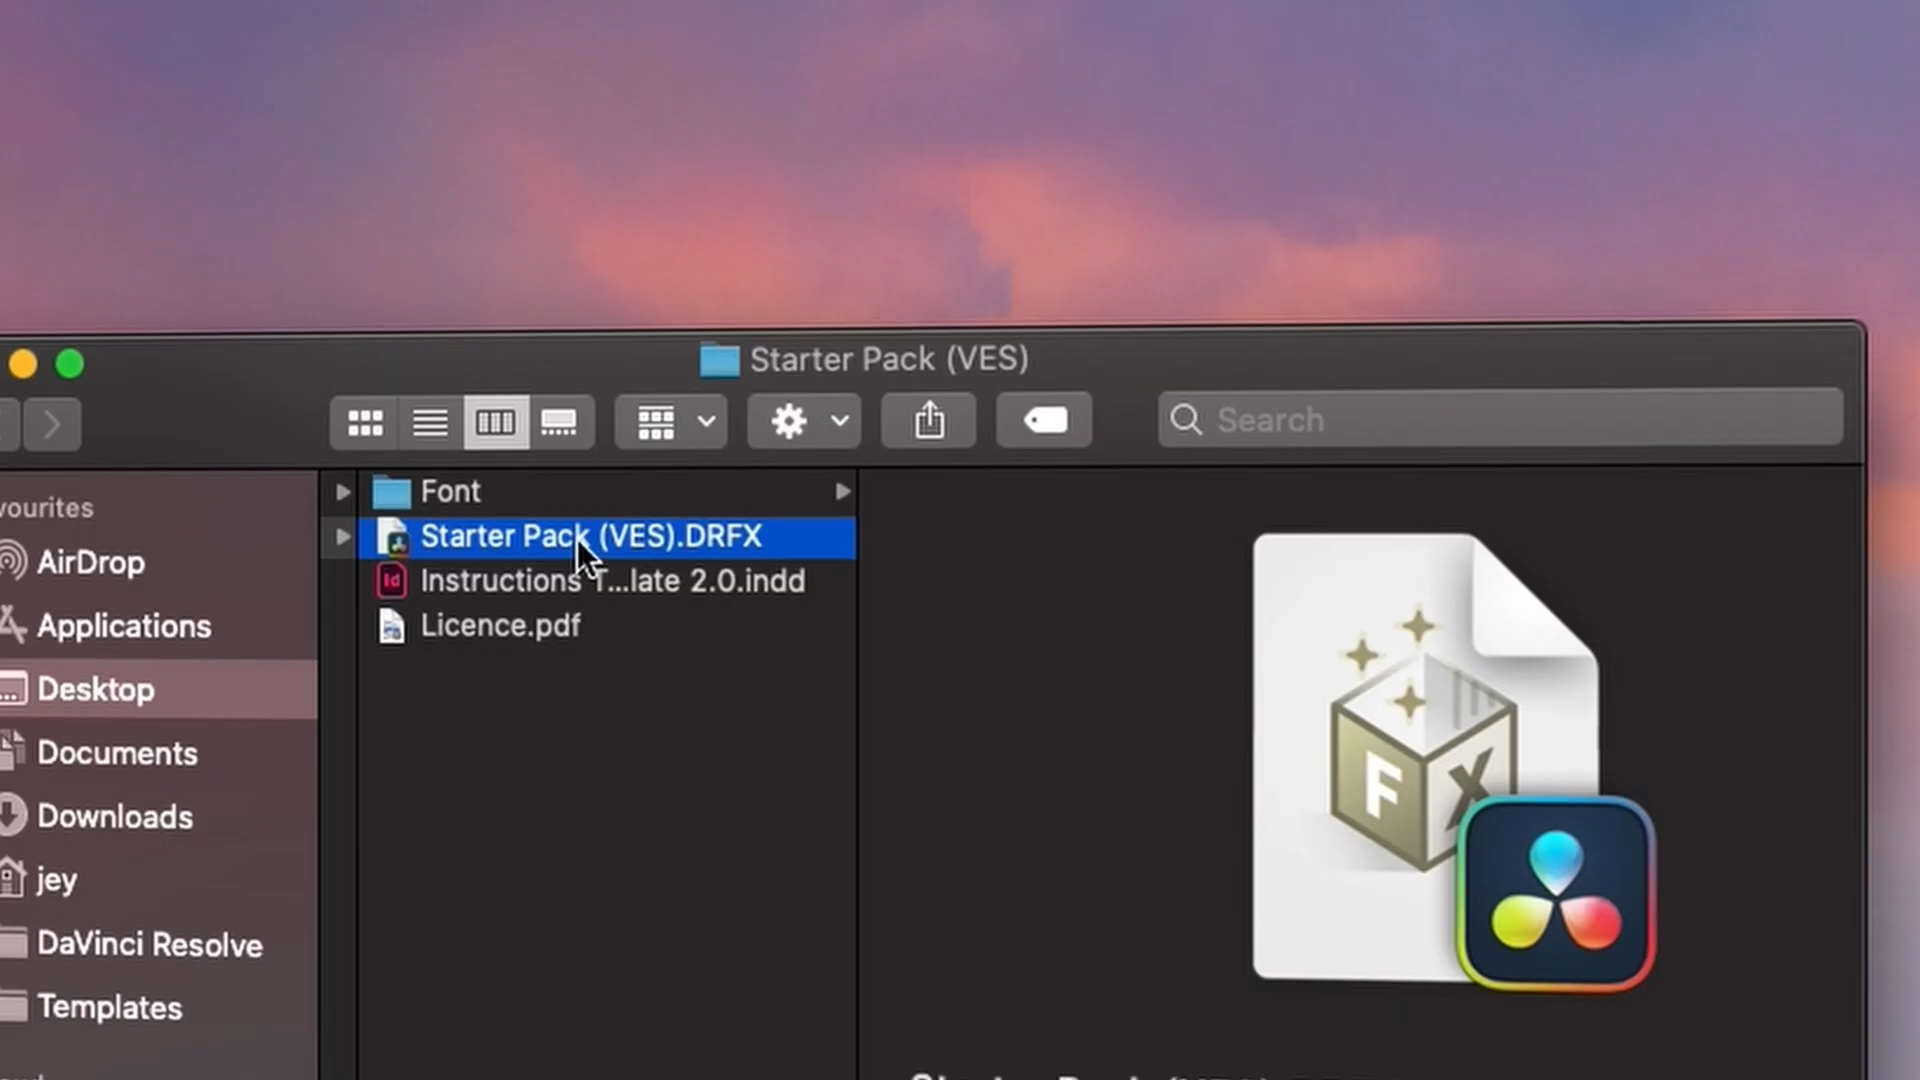 Starter Pack (VES)
Search
vourites
AirDrop
Applications
Desktop
Documents
Downloads
jey
DaVinci Resolve
Templates
Font
Starter Pack (VES).DRFX
Instructions T...late 2.0.indd
Licence.pdf
F X